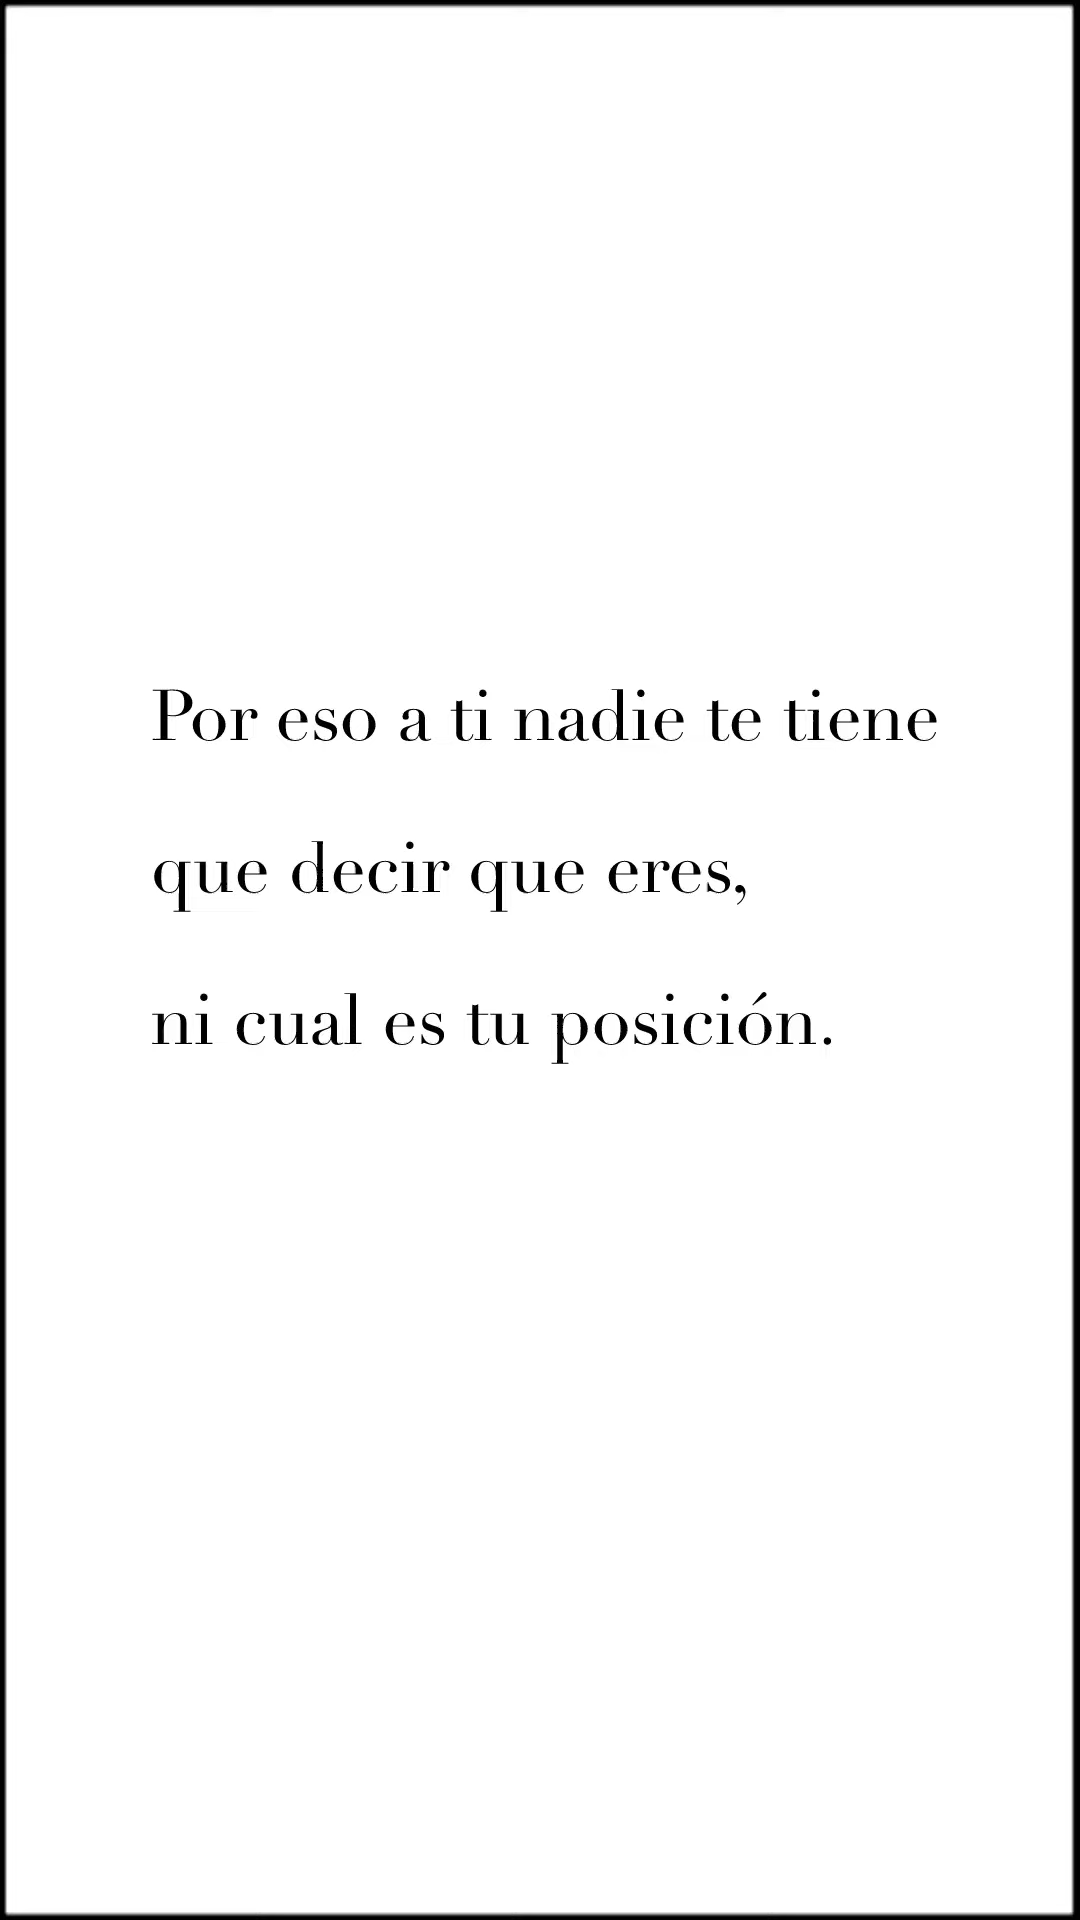 Por eso a ti nadie te tiene
que decir que eres,
ni cual es tu posición.